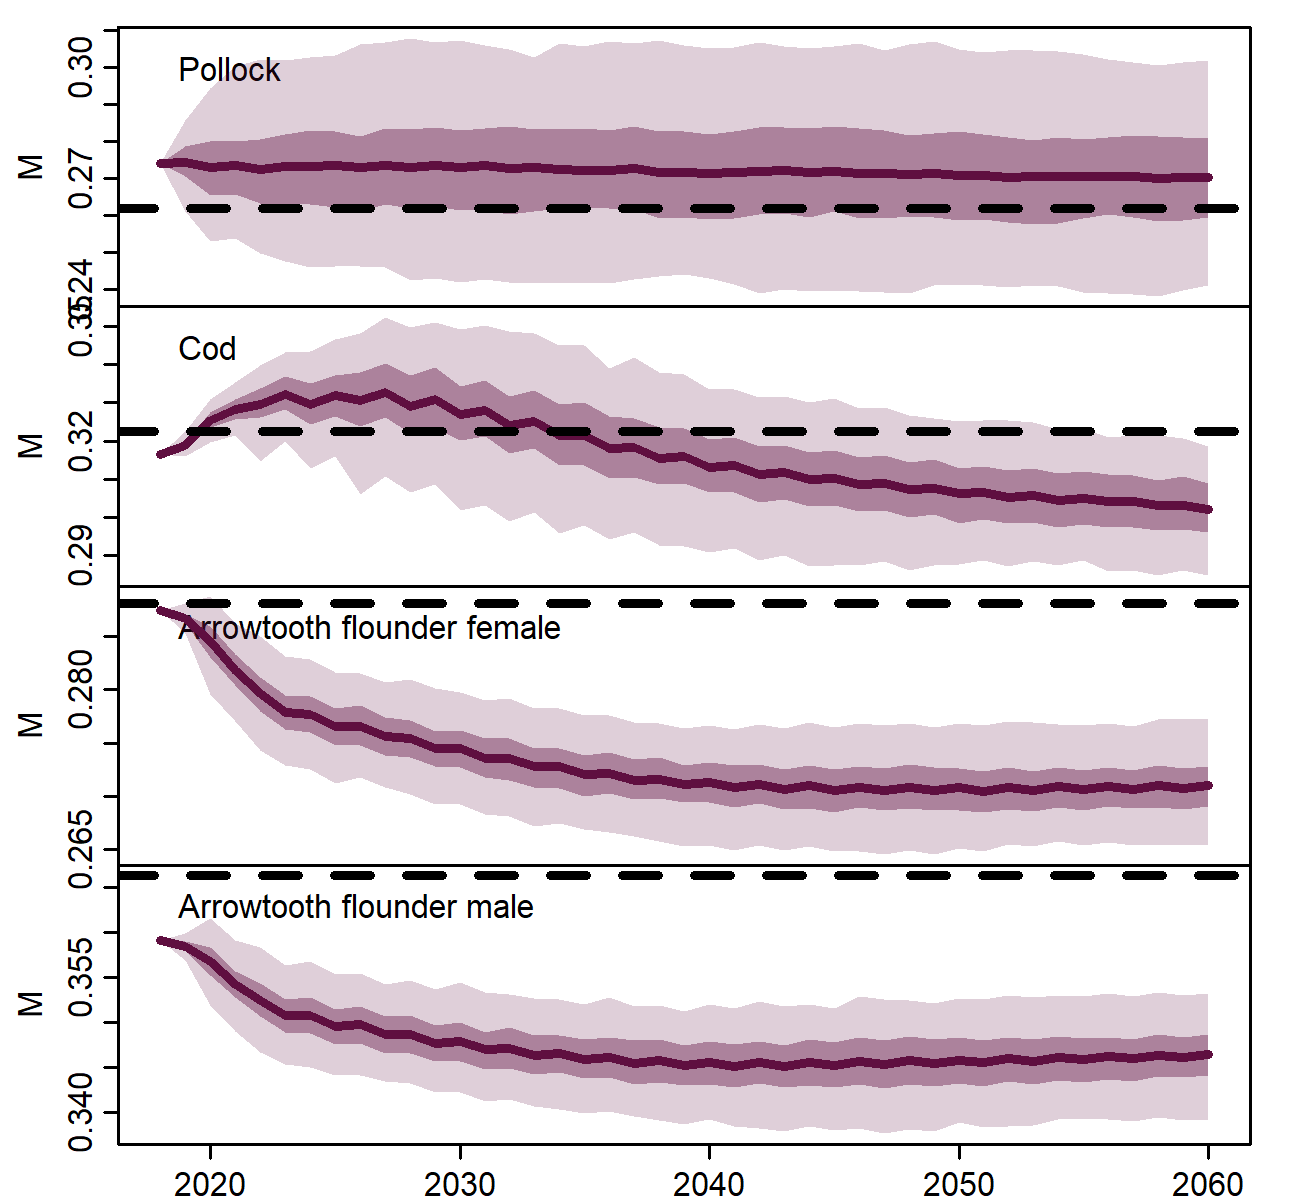 Pollock
M
0.30
0.27
0.24
Cod
M
0.35
0.32
0.29
Arrowtooth flounder female
M
0.280
0.265
Arrowtooth flounder male
M
0.355
0.340
2020 2030 2040 2050 2060